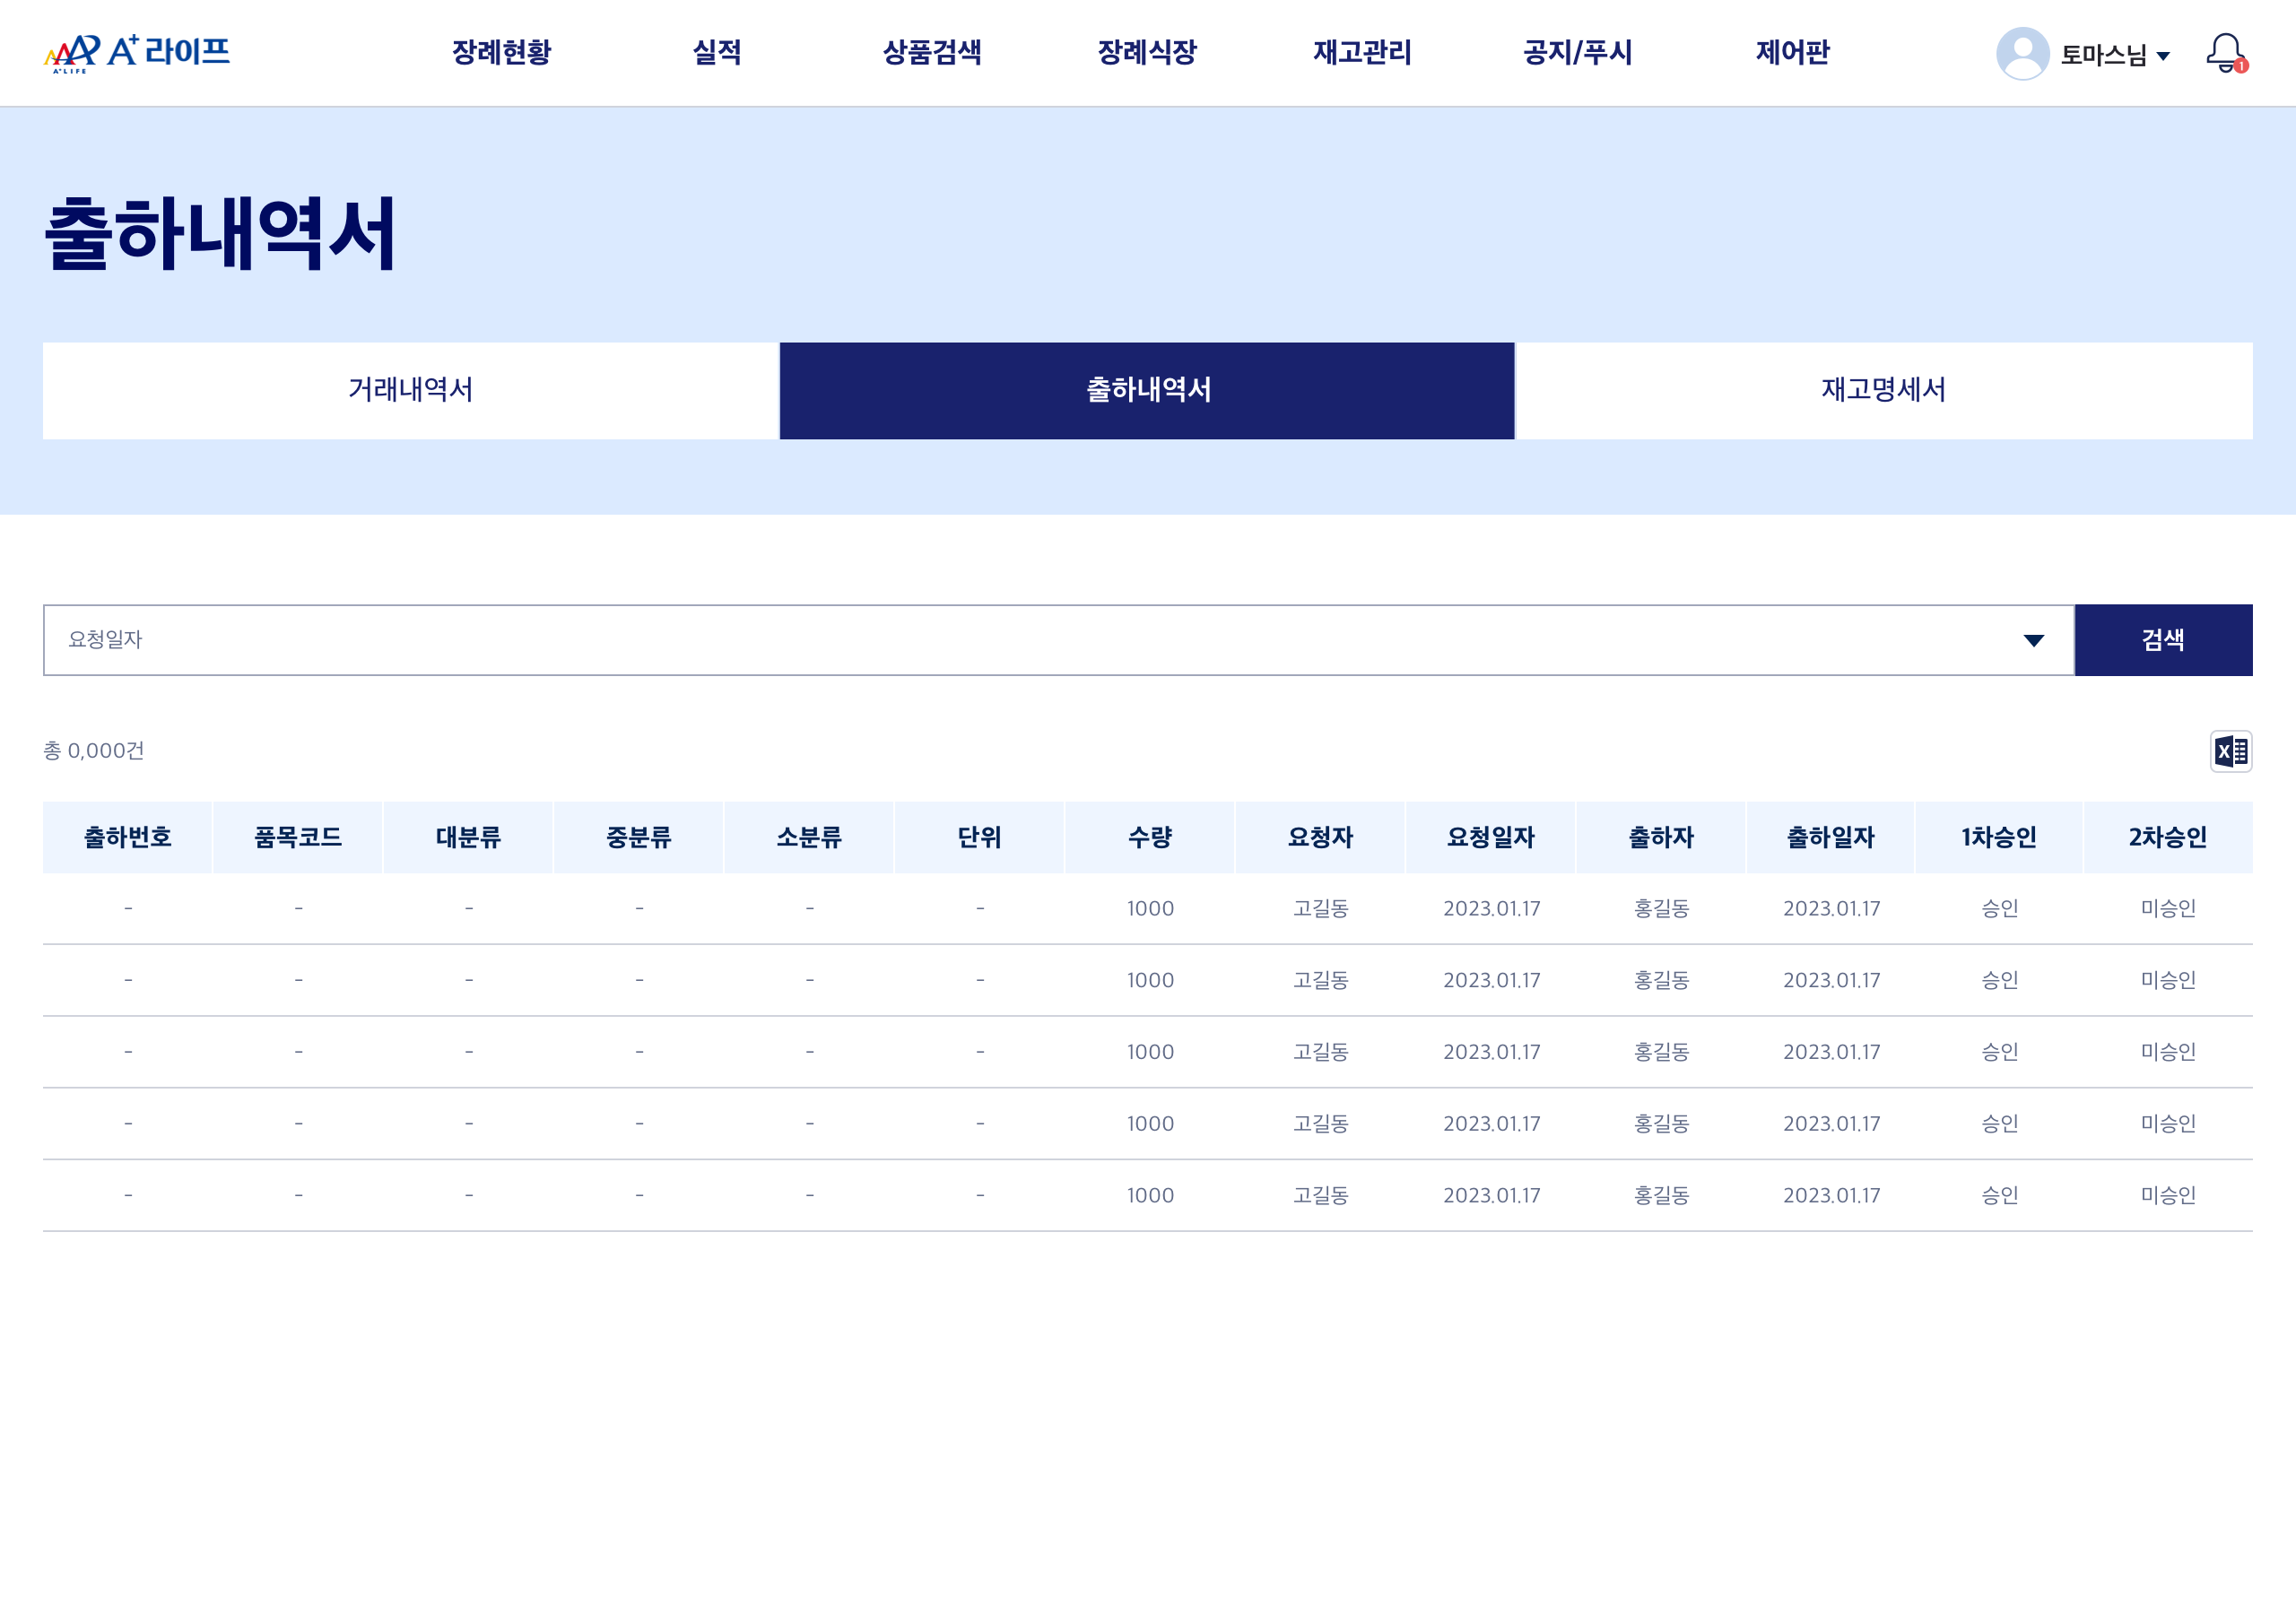 A+LIFE A+라이프 장례현황 실적 상품검색 장례식장 재고관리 공지/푸시 제어판 토마스님 1
출하내역서
거래내역서 출하내역서 재고명세서
요청일자 검색
총 0,000건 X
출하번호 품목코드 대분류 중분류 소분류 단위 수량 요청자 요청일자 출하자 출하일자 1차승인 2차승인
- - - - - - 1000 고길동 2023.01.17 홍길동 2023.01.17 승인 미승인
- - - - - - 1000 고길동 2023.01.17 홍길동 2023.01.17 승인 미승인
- - - - - - 1000 고길동 2023.01.17 홍길동 2023.01.17 승인 미승인
- - - - - - 1000 고길동 2023.01.17 홍길동 2023.01.17 승인 미승인
- - - - - - 1000 고길동 2023.01.17 홍길동 2023.01.17 승인 미승인